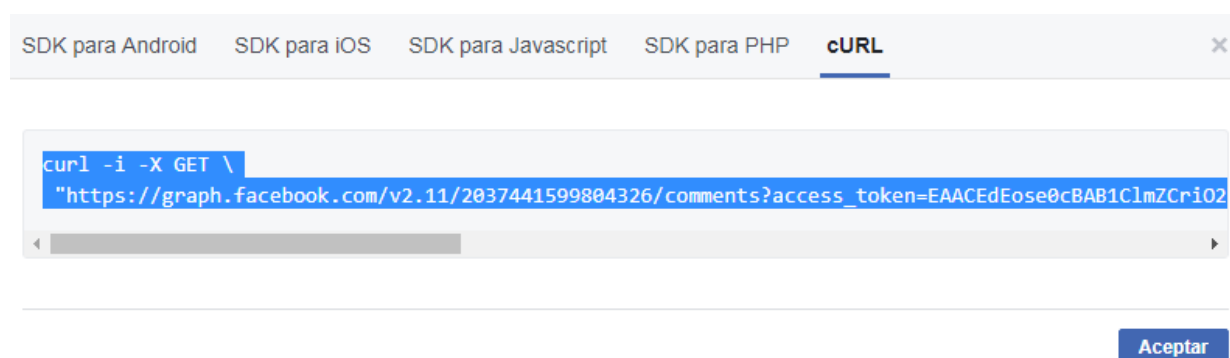 SDK para Android SDK para iOS SDK para Javascript SDK para PHP cURL ×
curl -i -X GET \
"https://graph.facebook.com/v2.11/2037441599804326/comments?access_token=EAACEdEose0cBAB1ClmZCriO2
Aceptar